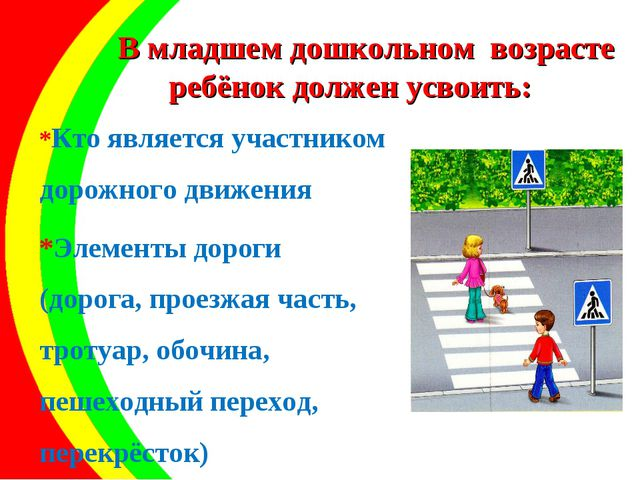 В младшем дошкольном возрасте
ребёнок должен усвоить:
*Кто является участником
дорожного движения
*Элементы дороги
(дорога, проезжая часть,
тротуар, обочина,
пешеходный переход,
перекрёсток)